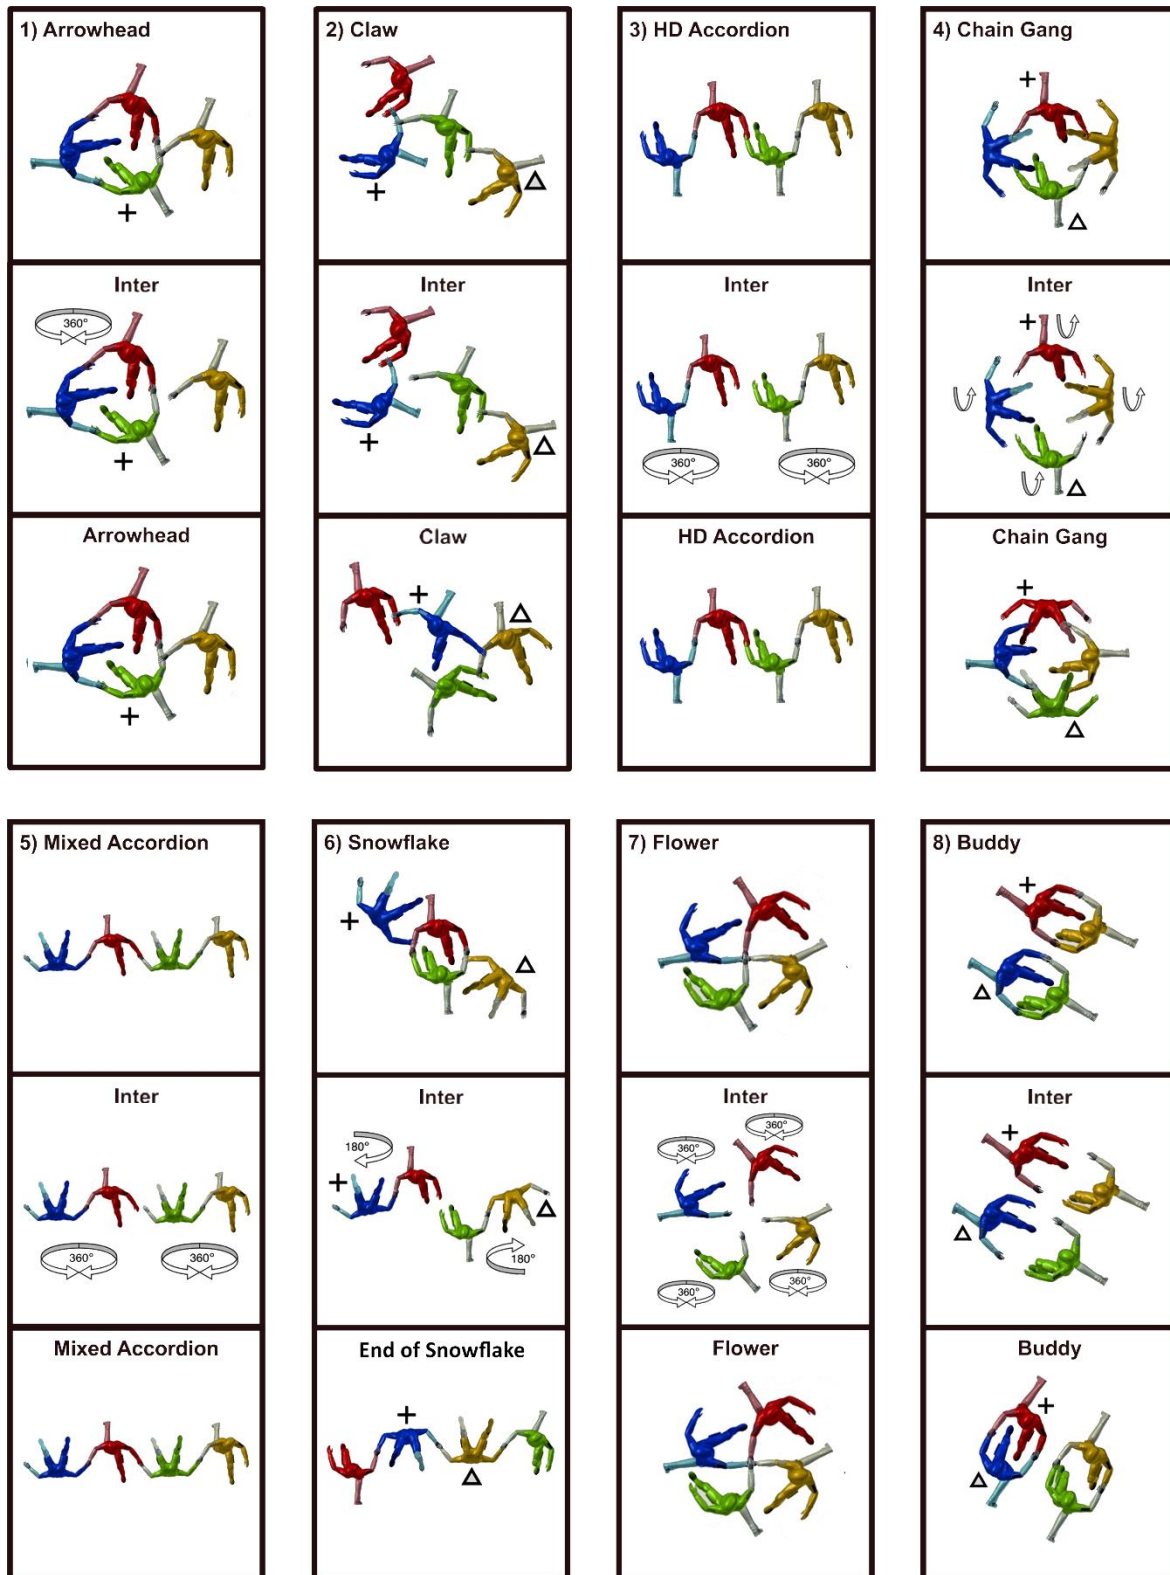 1) Arrowhead
2) Claw
3) HD Accordion
4) Chain Gang
Inter
Inter
Inter
Inter
360°
360°
360°
Arrowhead
Claw
HD Accordion
Chain Gang
5) Mixed Accordion
6) Snowflake
7) Flower
8) Buddy
Inter
Inter
Inter
Inter
360°
360°
180°
180°
360°
360°
360°
360°
Mixed Accordion
End of Snowflake
Flower
Buddy